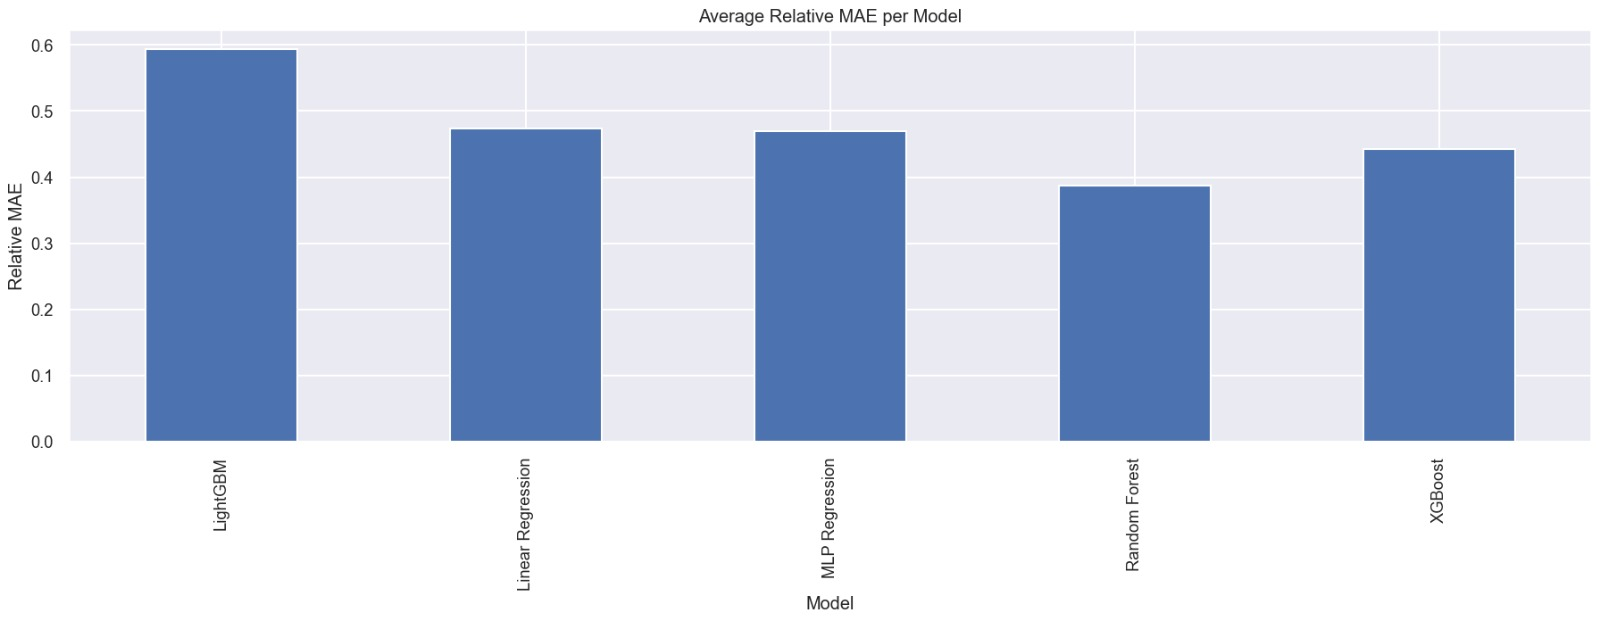 Average Relative MAE per Model
Relative MAE
0.6
0.5
0.4
0.3
0.2
0.1
0.0
LightGBM
Linear Regression
MLP Regression
Random Forest
XGBoost
Model